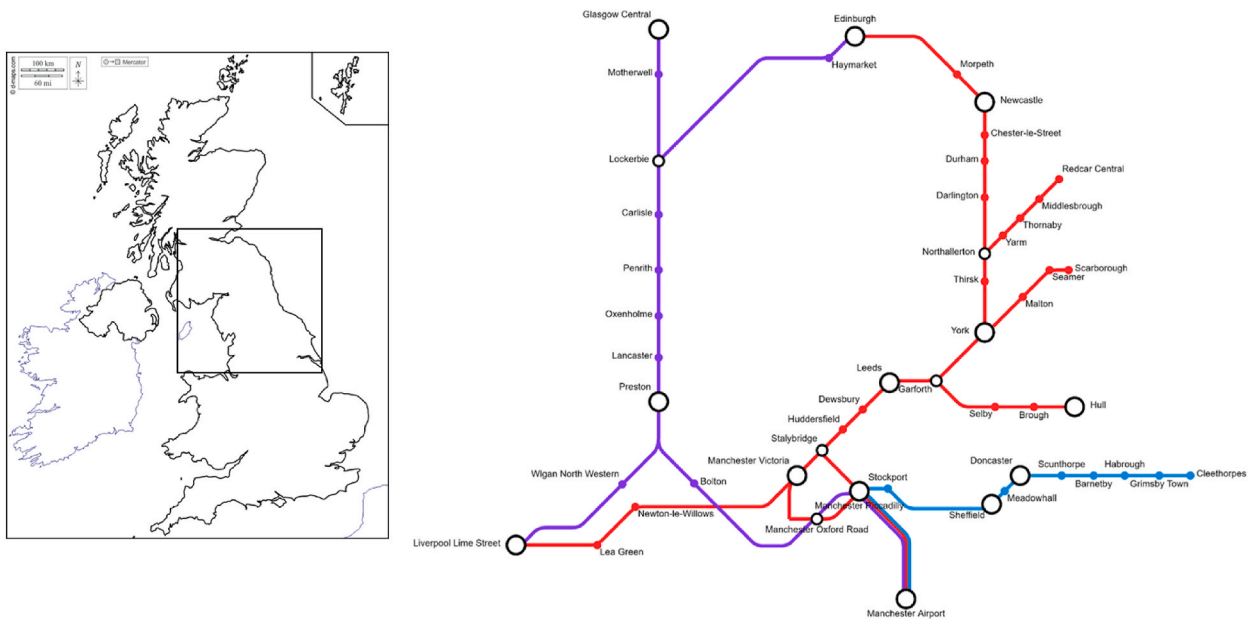 © d-maps.com
100 km
60 mi
N
Mercator
Glasgow Central
Edinburgh
Motherwell
Haymarket
Morpeth
Newcastle
Chester-le-Street
Lockerbie
Durham
Redcar Central
Darlington
Middlesbrough
Carlisle
Thornaby
Yarm
Northallerton
Penrith
Scarborough
Seamer
Thirsk
Malton
Oxenholme
York
Lancaster
Leeds
Preston
Garforth
Dewsbury
Hull
Selby
Brough
Huddersfield
Stalybridge
Manchester Victoria
Doncaster
Scunthorpe
Habrough
Wigan North Western
Stockport
Cleethorpes
Bolton
Barnetby
Grimsby Town
Meadowhall
Manchester Piccadilly
Newton-le-Willows
Sheffield
Manchester Oxford Road
Liverpool Lime Street
Lea Green
Manchester Airport